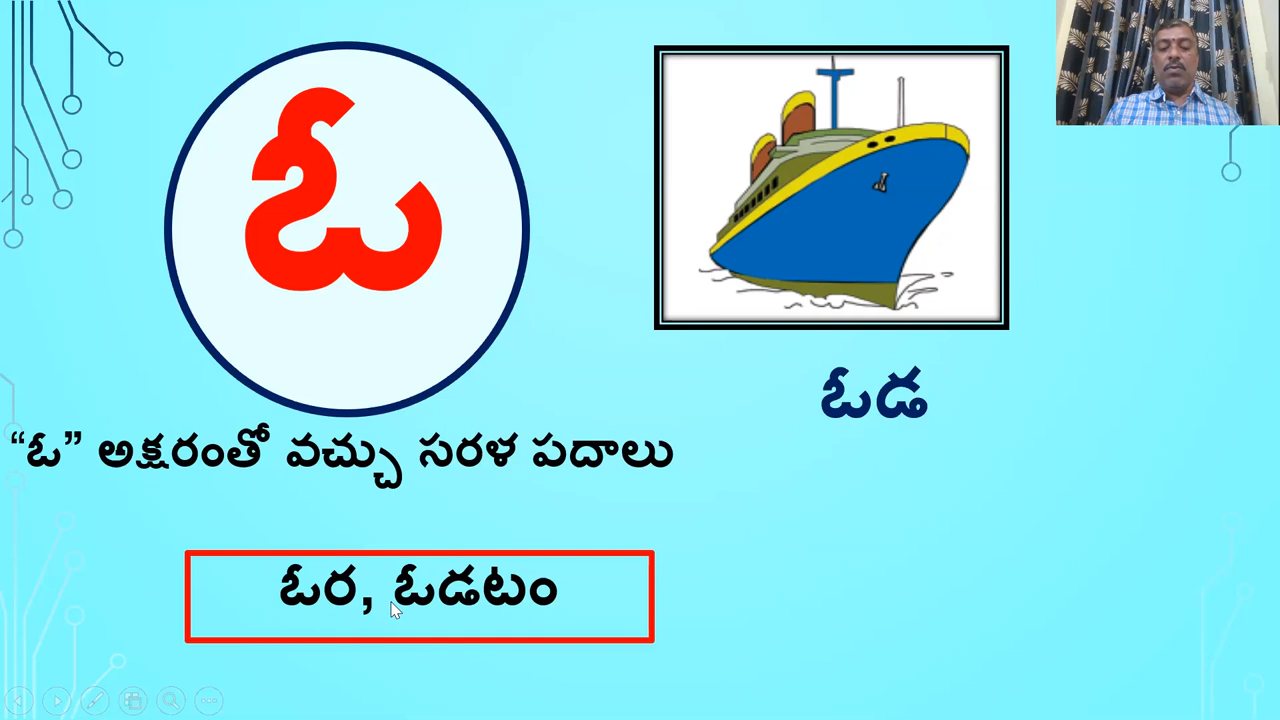 ఓ
ఓడ
“ఓ” అక్షరంతో వచ్చు సరళ పదాలు
ఓర, ఓడటం